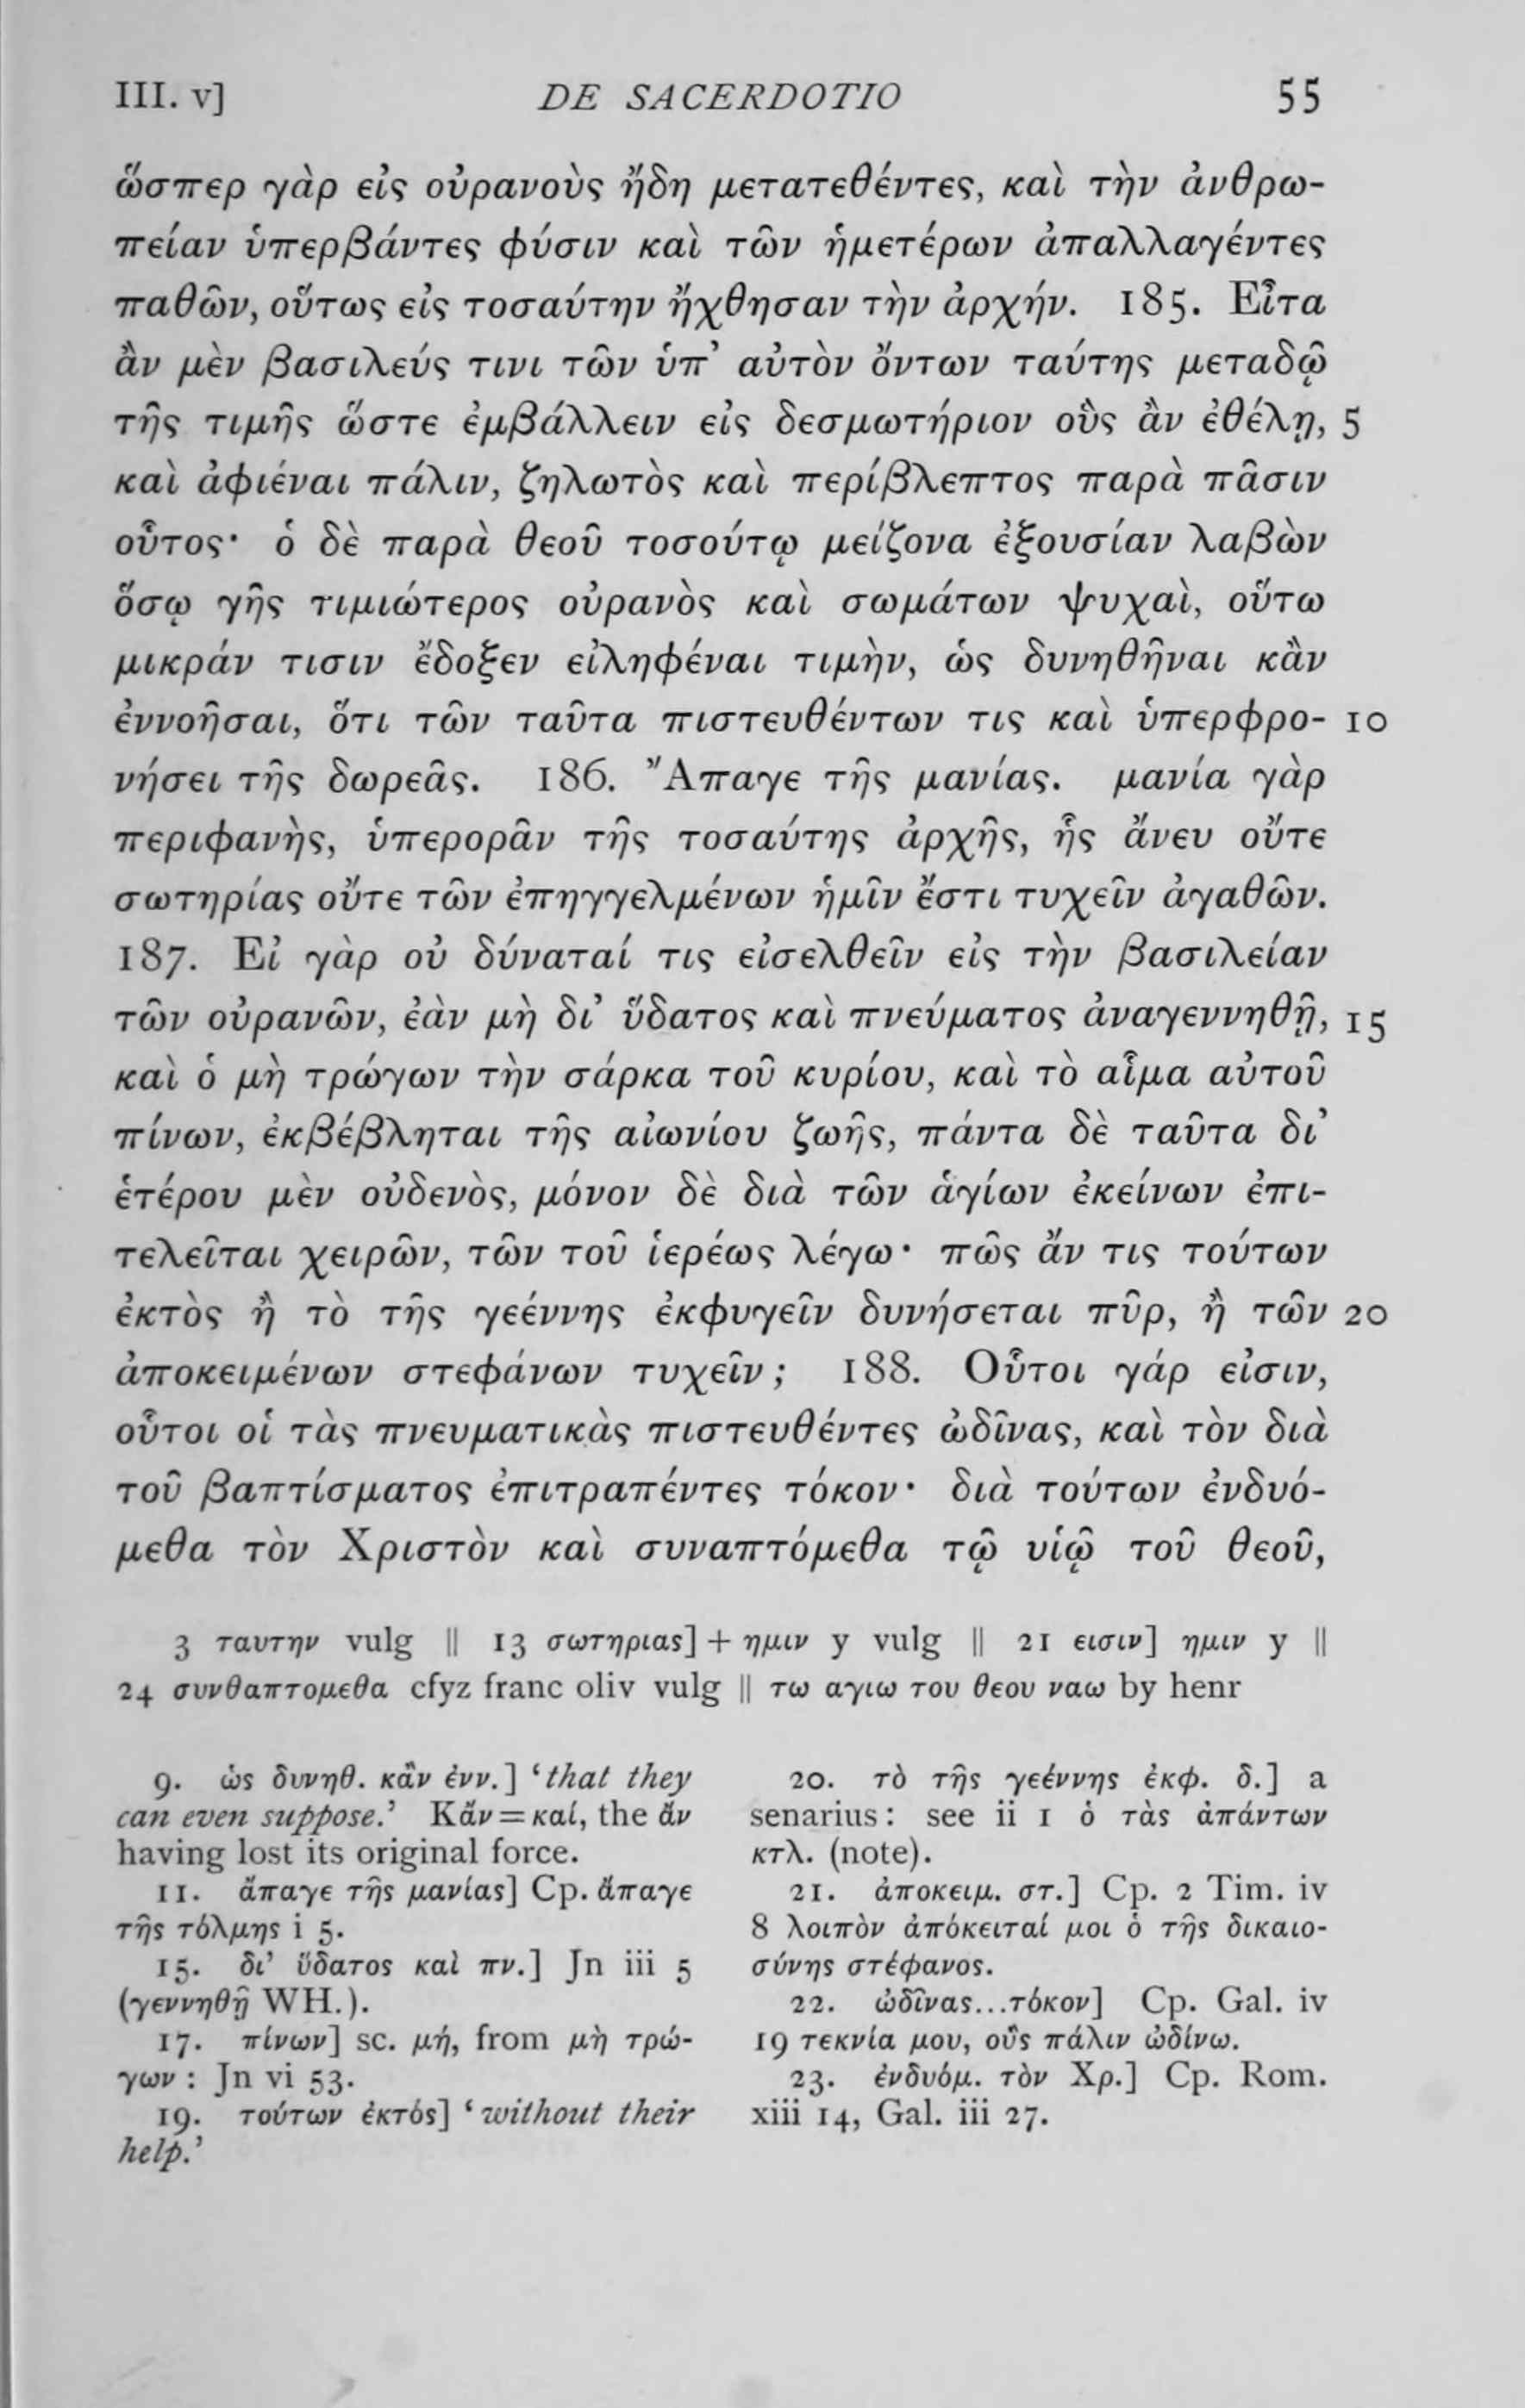 III. v]
DE SACERDOTIO
55
ὥσπερ γὰρ εἰς οὐρανοὺς ἤδη μετατεθέντες, καὶ τὴν ἀνθρω-
πείαν ὑπερβάντες φύσιν καὶ τῶν ἡμετέρων ἀπαλλαγέντες
παθῶν, οὕτως εἰς τοσαύτην ἤχθησαν τὴν ἀρχήν. 185. Εἶτα
ἂν μὲν βασιλεύς τινι τῶν ὑπ’ αὐτὸν ὄντων ταύτης μεταδῷ
τῆς τιμῆς ὥστε ἐμβάλλειν εἰς δεσμωτήριον οὓς ἂν ἐθέλῃ, 5
καὶ ἀφιέναι πάλιν, ζηλωτὸς καὶ περίβλεπτος παρὰ πᾶσιν
οὗτος· ὁ δὲ παρὰ θεοῦ τοσούτῳ μείζονα ἐξουσίαν λαβὼν
ὅσῳ γῆς τιμιώτερος οὐρανὸς καὶ σωμάτων ψυχαὶ, οὕτω
μικράν τισιν ἔδοξεν εἰληφέναι τιμὴν, ὡς δυνηθῆναι κἂν
ἐννοῆσαι, ὅτι τῶν ταῦτα πιστευθέντων τις καὶ ὑπερφρο- 10
νήσει τῆς δωρεᾶς. 186. Ἄπαγε τῆς μανίας. μανία γὰρ
περιφανὴς, ὑπερορᾶν τῆς τοσαύτης ἀρχῆς, ἧς ἄνευ οὔτε
σωτηρίας οὔτε τῶν ἐπηγγελμένων ἡμῖν ἔστι τυχεῖν ἀγαθῶν.
187. Εἰ γὰρ οὐ δύναταί τις εἰσελθεῖν εἰς τὴν βασιλείαν
τῶν οὐρανῶν, ἐὰν μὴ δι’ ὕδατος καὶ πνεύματος ἀναγεννηθῇ, 15
καὶ ὁ μὴ τρώγων τὴν σάρκα τοῦ κυρίου, καὶ τὸ αἷμα αὐτοῦ
πίνων, ἐκβέβληται τῆς αἰωνίου ζωῆς, πάντα δὲ ταῦτα δι’
ἑτέρου μὲν οὐδενὸς, μόνον δὲ διὰ τῶν ἁγίων ἐκείνων ἐπι-
τελεῖται χειρῶν, τῶν τοῦ ἱερέως λέγω· πῶς ἄν τις τούτων
ἐκτὸς ἢ τὸ τῆς γεέννης ἐκφυγεῖν δυνήσεται πῦρ, ἢ τῶν 20
ἀποκειμένων στεφάνων τυχεῖν; 188. Οὗτοι γάρ εἰσιν,
οὗτοι οἱ τὰς πνευματικὰς πιστευθέντες ὠδῖνας, καὶ τὸν διὰ
τοῦ βαπτίσματος ἐπιτραπέντες τόκον· διὰ τούτων ἐνδυό-
μεθα τὸν Χριστὸν καὶ συναπτόμεθα τῷ υἱῷ τοῦ θεοῦ,
3 ταυτην vulg || 13 σωτηριας] + ημιν y vulg || 21 εισιν] ημιν y ||
24 συνθαπτομεθα cfyz franc oliv vulg || τω αγιω του θεου ναω by henr
9. ὡς δυνηθ. κἂν ἐνν.] ‘that they
can even suppose.’ Κἄν = καί, the ἄν
having lost its original force.
11. ἄπαγε τῆς μανίας] Cp. ἄπαγε
τῆς τόλμης i 5.
15. δι’ ὕδατος καὶ πν.] Jn iii 5
(γεννηθῇ WH.).
17. πίνων] sc. μή, from μὴ τρώ-
γων : Jn vi 53.
19. τούτων ἐκτός] ‘without their
help.’
20. τὸ τῆς γεέννης ἐκφ. δ.] a
senarius: see ii 1 ὁ τὰς ἁπάντων
κτλ. (note).
21. ἀποκειμ. στ.] Cp. 2 Tim. iv
8 λοιπὸν ἀπόκειταί μοι ὁ τῆς δικαιο-
σύνης στέφανος.
22. ὠδῖνας...τόκον] Cp. Gal. iv
19 τεκνία μου, οὓς πάλιν ὠδίνω.
23. ἐνδυόμ. τὸν Χρ.] Cp. Rom.
xiii 14, Gal. iii 27.